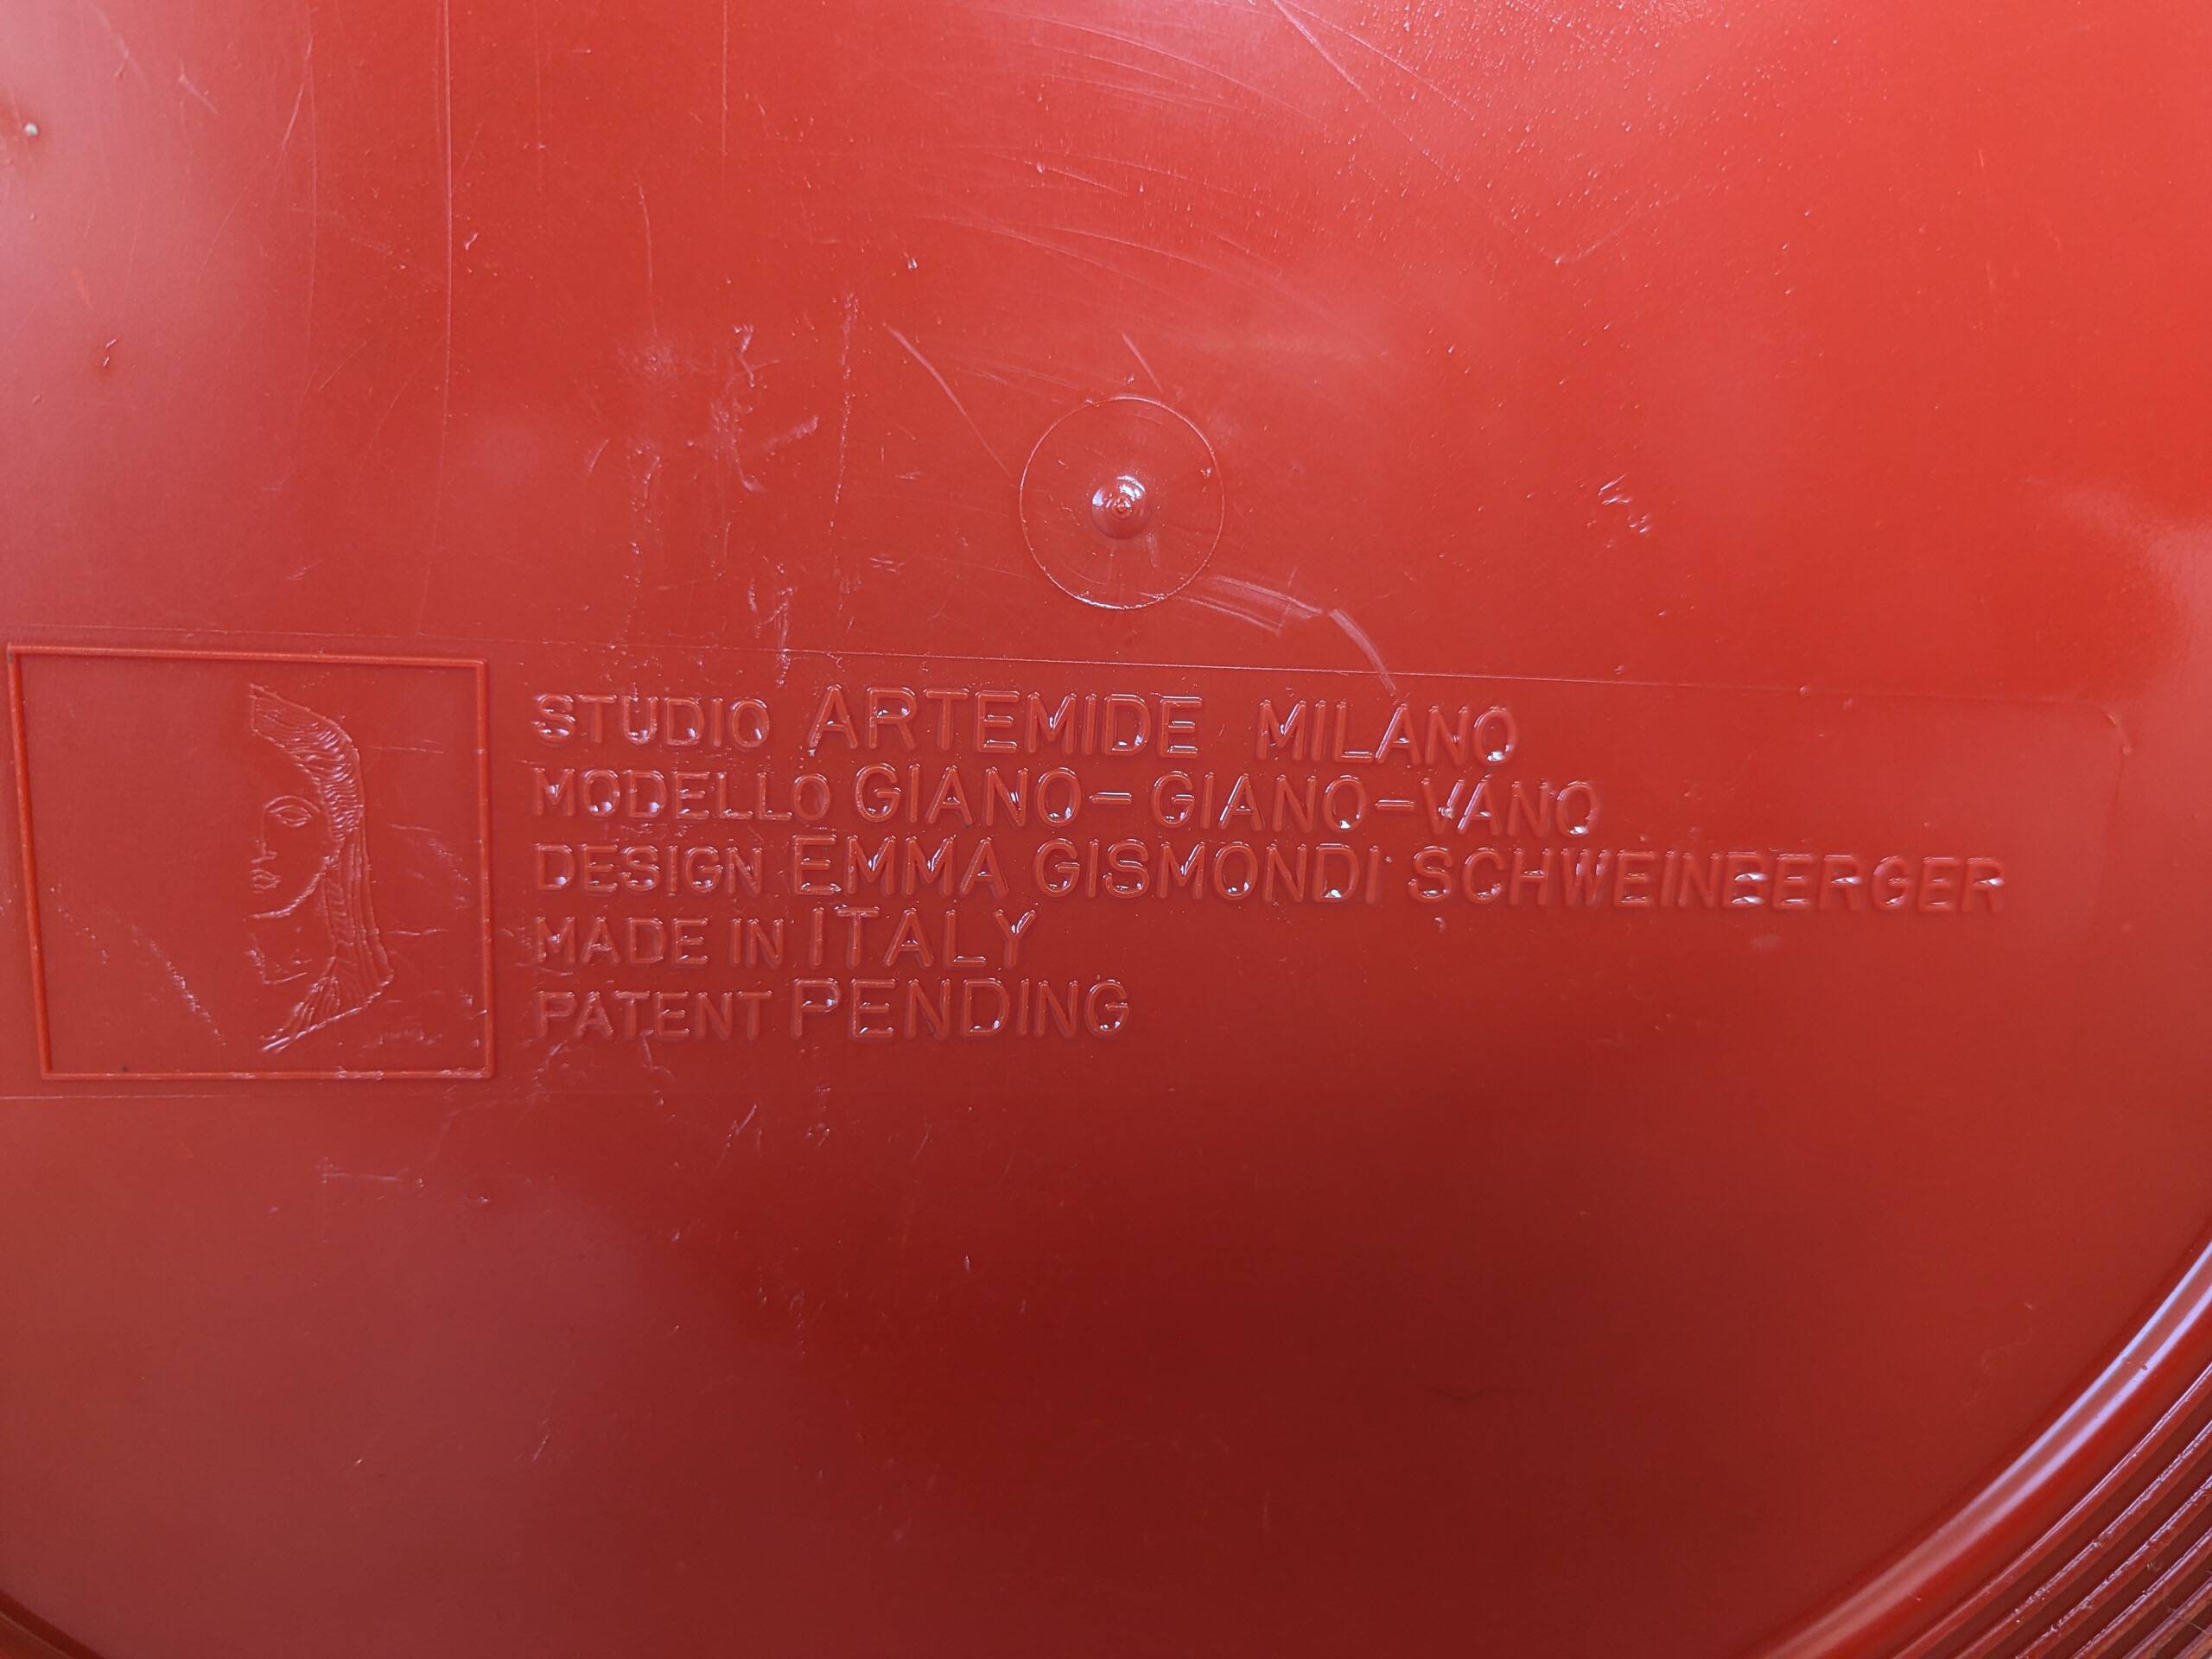 STUDIO ARTEMIDE MILANO
MODELLO GIANO-GIANO-VANO
DESIGN EMMA GISMONDI SCHWEINBERGER
MADE IN ITALY
PATENT PENDING